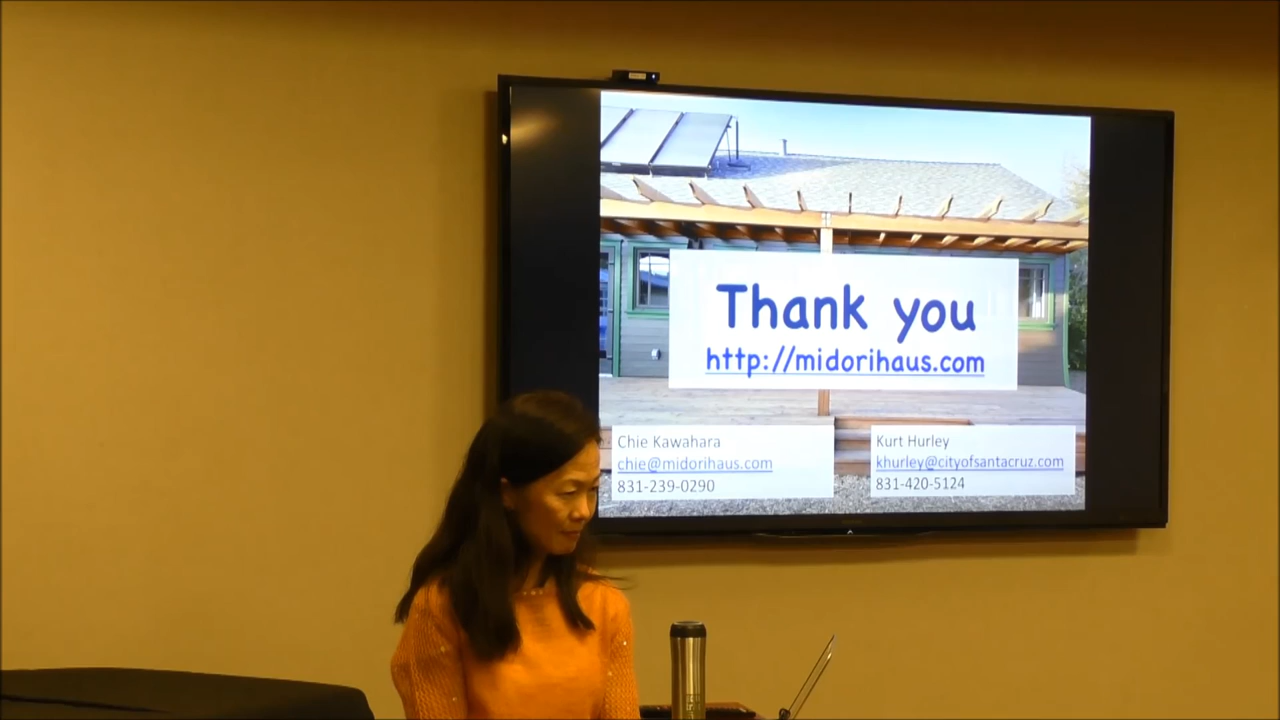 Thank you
http://midorihaus.com
Chie Kawahara
chie@midorihaus.com
831-239-0290
Kurt Hurley
khurley@cityofsantacruz.com
831-420-5124